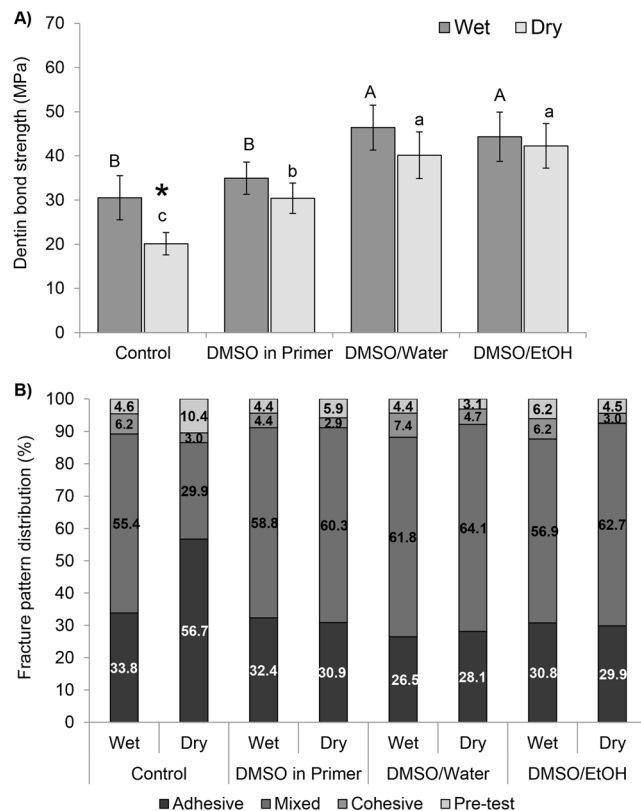 A)
Dentin bond strength (MPa)
70
60
50
40
30
20
10
0
Wet Dry
B * c
B b
A a
A a
Control DMSO in Primer DMSO/Water DMSO/EtOH
B)
Fracture pattern distribution (%)
100
90
80
70
60
50
40
30
20
10
0
4.6 10.4 4.4 5.9 4.4 3.1 6.2 4.5
6.2 3.0 4.4 2.9 7.4 4.7 6.2 3.0
55.4 29.9 58.8 60.3 61.8 64.1 56.9 62.7
33.8 56.7 32.4 30.9 26.5 28.1 30.8 29.9
Wet Dry Wet Dry Wet Dry Wet Dry
Control DMSO in Primer DMSO/Water DMSO/EtOH
Adhesive Mixed Cohesive Pre-test